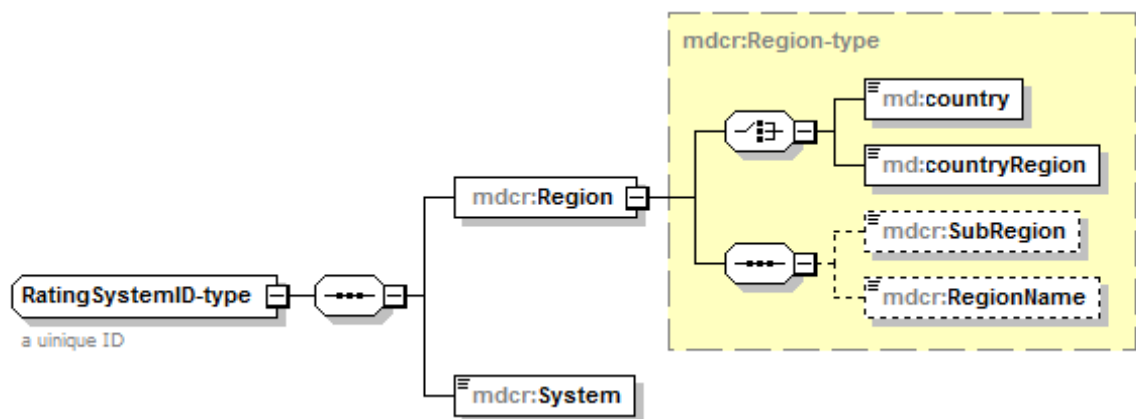 mdcr:Region-type
md:country
md:countryRegion
mdcr:Region
mdcr:SubRegion
mdcr:RegionName
RatingSystemID-type
a uinique ID
mdcr:System